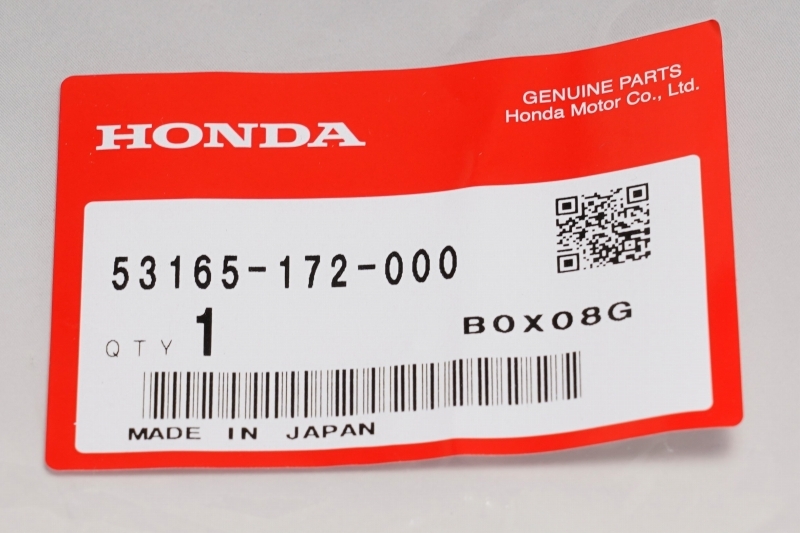 HONDA
GENUINE PARTS
Honda Motor Co., Ltd.
53165-172-000
QTY 1
B0X08G
MADE IN JAPAN